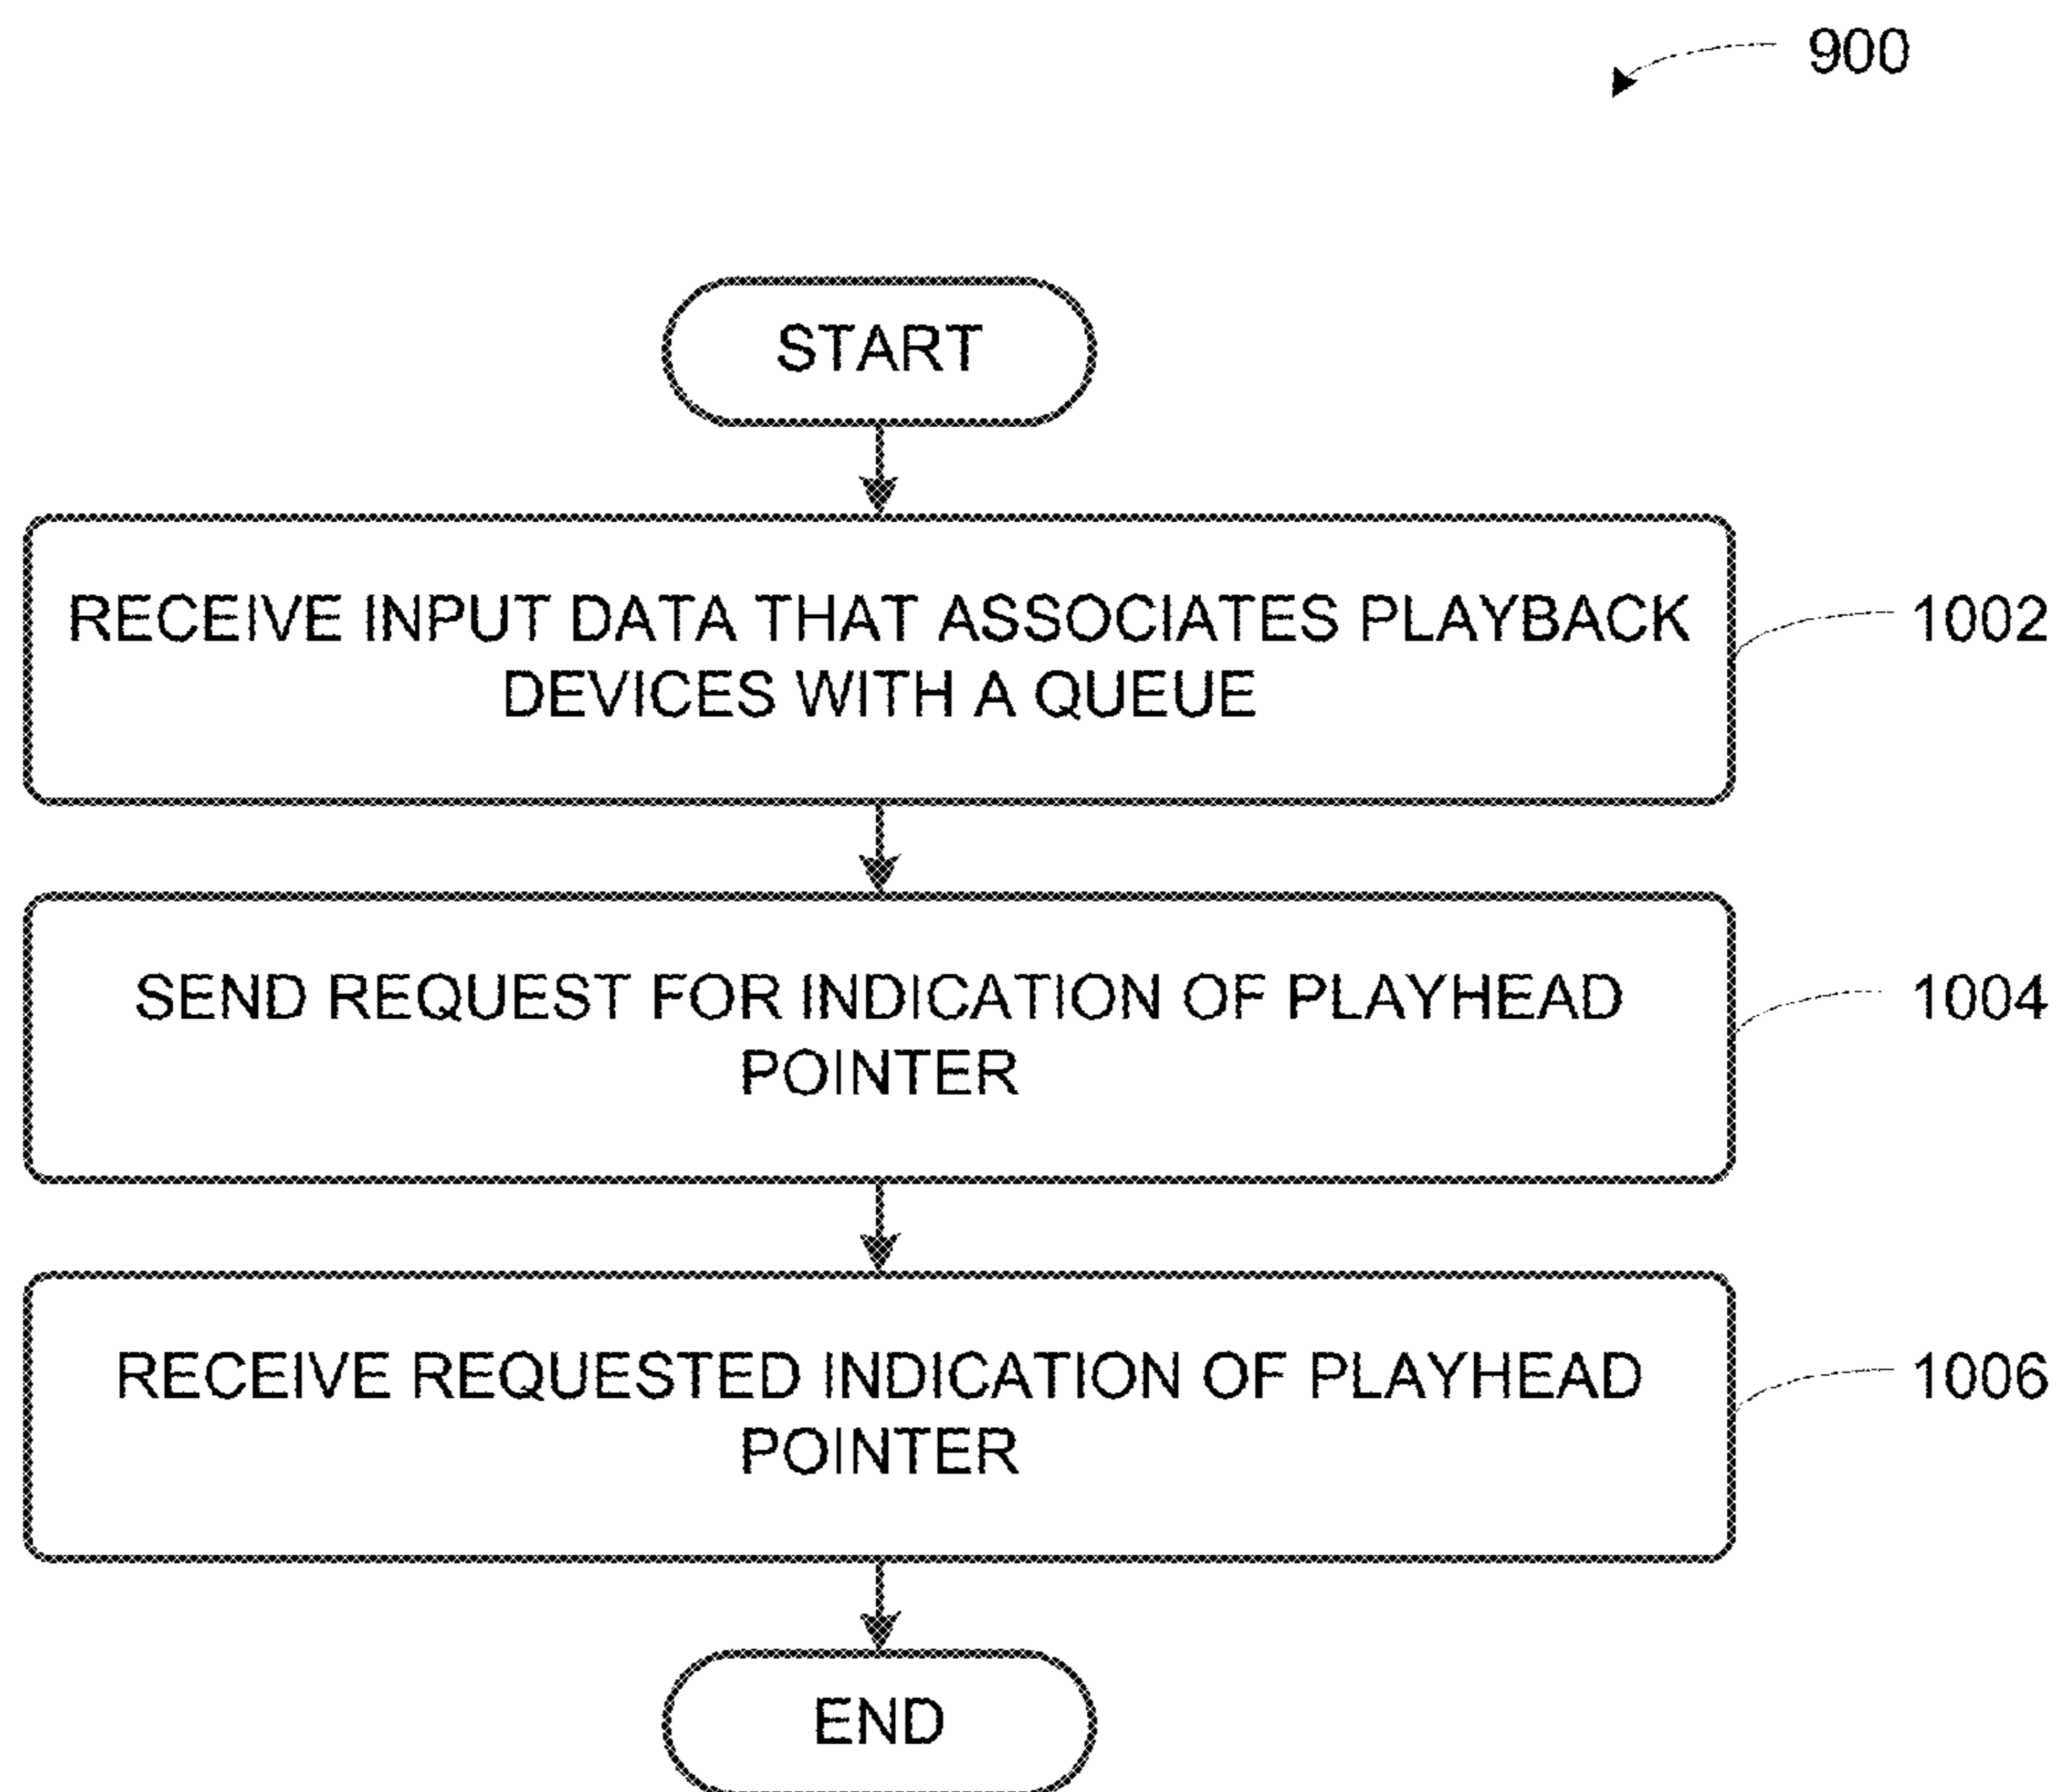 900
START
RECEIVE INPUT DATA THAT ASSOCIATES PLAYBACK
DEVICES WITH A QUEUE
1002
SEND REQUEST FOR INDICATION OF PLAYHEAD
POINTER
1004
RECEIVE REQUESTED INDICATION OF PLAYHEAD
POINTER
1006
END